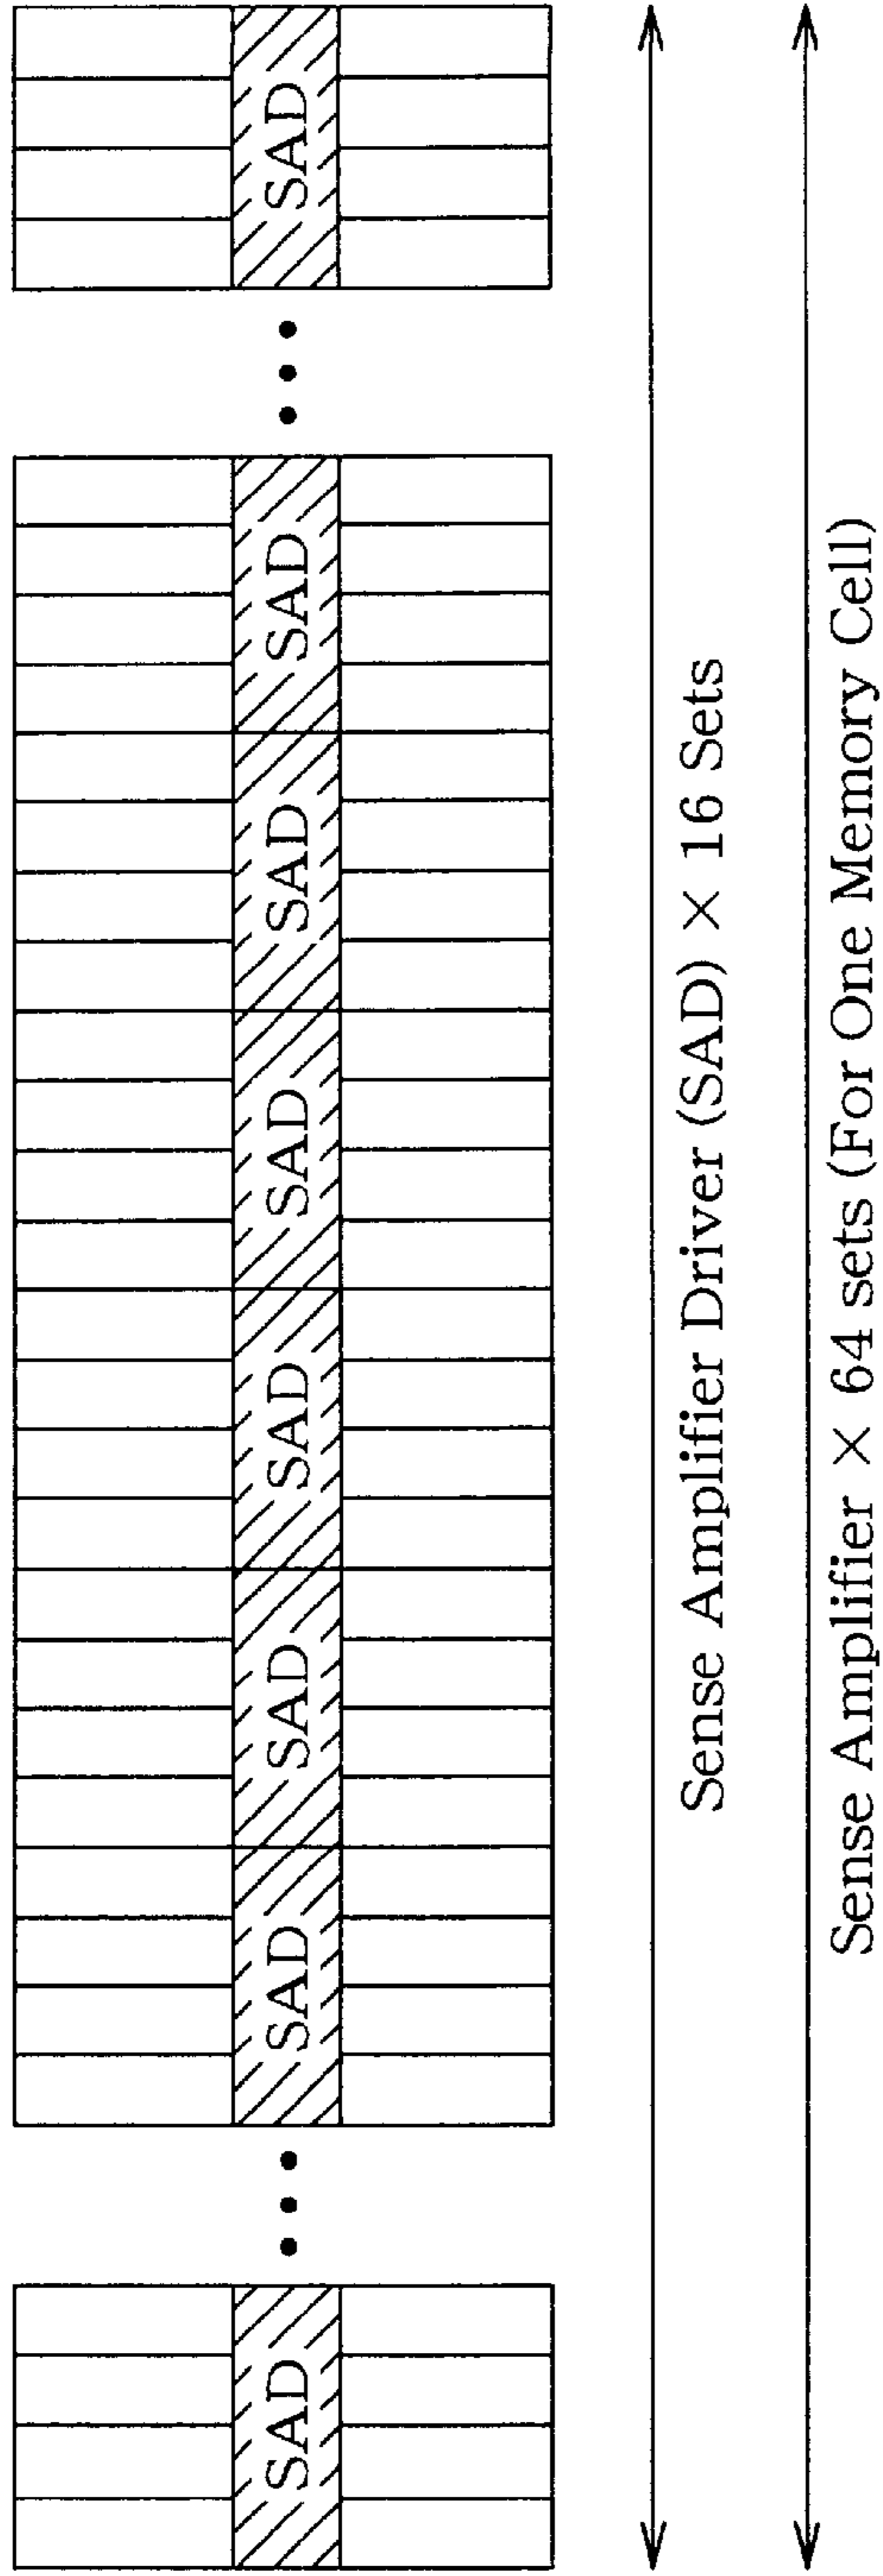 SAD
SAD
SAD
SAD
SAD
SAD
SAD
SAD
Sense Amplifier Driver (SAD) × 16 Sets
Sense Amplifier × 64 sets (For One Memory Cell)